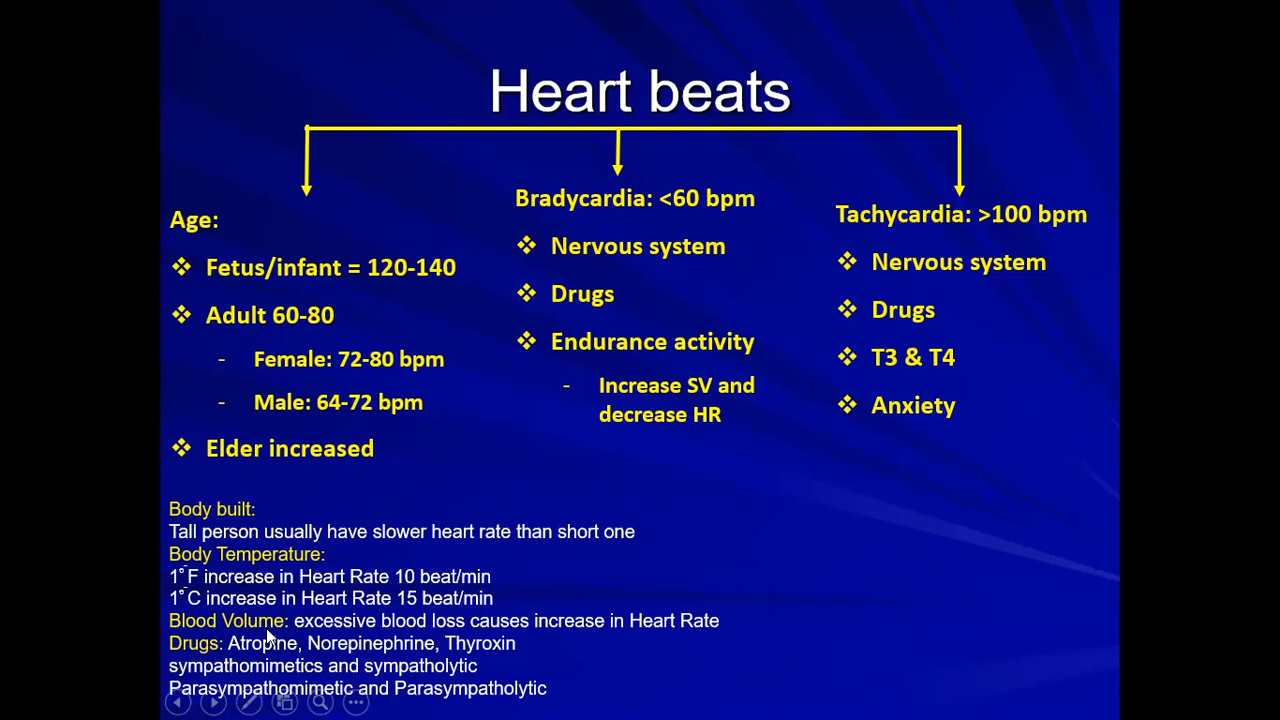 Heart beats
Age:
❖ Fetus/infant = 120-140
❖ Adult 60-80
- Female: 72-80 bpm
- Male: 64-72 bpm
❖ Elder increased
Bradycardia: <60 bpm
❖ Nervous system
❖ Drugs
❖ Endurance activity
- Increase SV and
decrease HR
Tachycardia: >100 bpm
❖ Nervous system
❖ Drugs
❖ T3 & T4
❖ Anxiety
Body built:
Tall person usually have slower heart rate than short one
Body Temperature:
1°F increase in Heart Rate 10 beat/min
1°C increase in Heart Rate 15 beat/min
Blood Volume: excessive blood loss causes increase in Heart Rate
Drugs: Atropine, Norepinephrine, Thyroxin
sympathomimetics and sympatholytic
Parasympathomimetic and Parasympatholytic